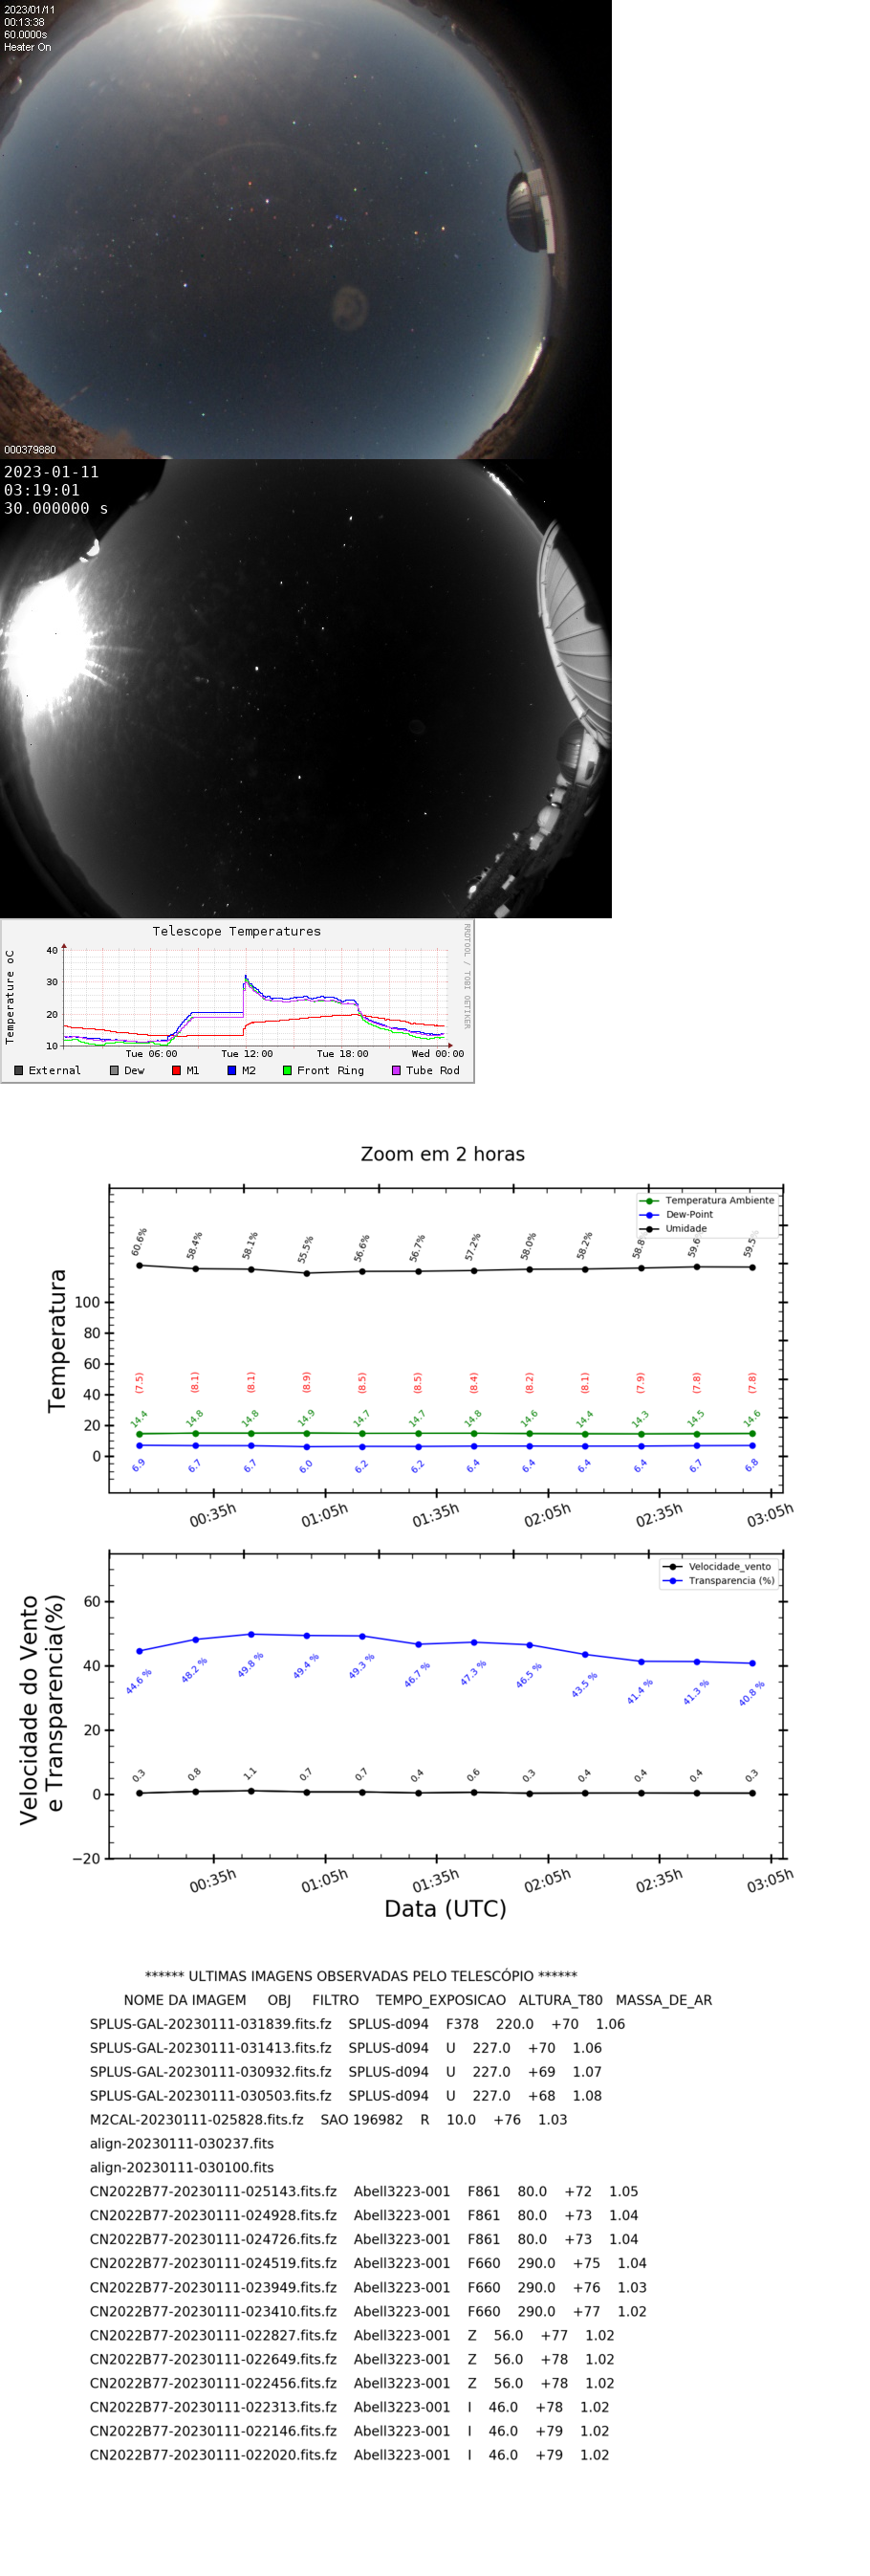 2023/01/11
00:13:38
60.0000s
Heater On
000379880
2023-01-11
03:19:01
30.000000 s
Telescope Temperatures
RRDTOOL / TOBI OETIKER
Temperature oC
40
30
20
10
Tue 06:00 Tue 12:00 Tue 18:00 Wed 00:00
External Dew M1 M2 Front Ring Tube Rod
Zoom em 2 horas
Temperatura Ambiente
Dew-Point
Umidade
60.6% 58.4% 58.1% 55.5% 56.6% 56.7% 57.2% 58.0% 58.2% 58.8 59.6 59.5%
Temperatura
100
80
60
40
20
0
(7.5) (8.1) (8.1) (8.9) (8.5) (8.5) (8.4) (8.2) (8.1) (7.9) (7.8) (7.8)
14.4 14.8 14.8 14.9 14.7 14.7 14.8 14.6 14.4 14.3 14.5 14.6
6.9 6.7 6.7 6.0 6.2 6.2 6.4 6.4 6.4 6.4 6.7 6.8
00:35h 01:05h 01:35h 02:05h 02:35h 03:05h
Velocidade_vento
Transparencia (%)
Velocidade do Vento
e Transparencia(%)
60
40
20
0
−20
44.6 % 48.2 % 49.8 % 49.4 % 49.3 % 46.7 % 47.3 % 46.5 % 43.5 % 41.4 % 41.3 % 40.8 %
0.3 0.8 1.1 0.7 0.7 0.4 0.6 0.3 0.4 0.4 0.4 0.3
00:35h 01:05h 01:35h 02:05h 02:35h 03:05h
Data (UTC)
****** ULTIMAS IMAGENS OBSERVADAS PELO TELESCÓPIO ******
NOME DA IMAGEM OBJ FILTRO TEMPO_EXPOSICAO ALTURA_T80 MASSA_DE_AR
SPLUS-GAL-20230111-031839.fits.fz SPLUS-d094 F378 220.0 +70 1.06
SPLUS-GAL-20230111-031413.fits.fz SPLUS-d094 U 227.0 +70 1.06
SPLUS-GAL-20230111-030932.fits.fz SPLUS-d094 U 227.0 +69 1.07
SPLUS-GAL-20230111-030503.fits.fz SPLUS-d094 U 227.0 +68 1.08
M2CAL-20230111-025828.fits.fz SAO 196982 R 10.0 +76 1.03
align-20230111-030237.fits
align-20230111-030100.fits
CN2022B77-20230111-025143.fits.fz Abell3223-001 F861 80.0 +72 1.05
CN2022B77-20230111-024928.fits.fz Abell3223-001 F861 80.0 +73 1.04
CN2022B77-20230111-024726.fits.fz Abell3223-001 F861 80.0 +73 1.04
CN2022B77-20230111-024519.fits.fz Abell3223-001 F660 290.0 +75 1.04
CN2022B77-20230111-023949.fits.fz Abell3223-001 F660 290.0 +76 1.03
CN2022B77-20230111-023410.fits.fz Abell3223-001 F660 290.0 +77 1.02
CN2022B77-20230111-022827.fits.fz Abell3223-001 Z 56.0 +77 1.02
CN2022B77-20230111-022649.fits.fz Abell3223-001 Z 56.0 +78 1.02
CN2022B77-20230111-022456.fits.fz Abell3223-001 Z 56.0 +78 1.02
CN2022B77-20230111-022313.fits.fz Abell3223-001 I 46.0 +78 1.02
CN2022B77-20230111-022146.fits.fz Abell3223-001 I 46.0 +79 1.02
CN2022B77-20230111-022020.fits.fz Abell3223-001 I 46.0 +79 1.02